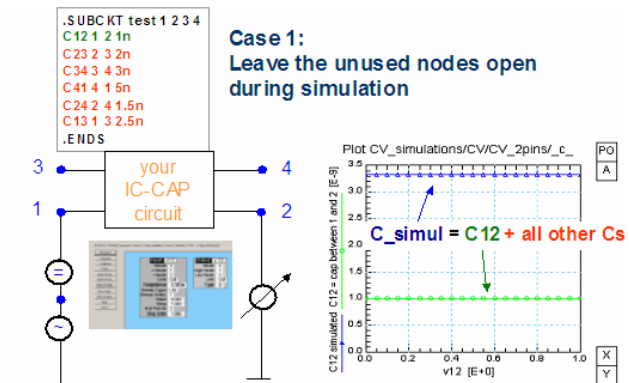 .SUBCKT test 1 2 3 4
C12 1 2 1n
C23 2 3 2n
C34 3 4 3n
C41 4 1 5n
C24 2 4 1.5n
C13 1 3 2.5n
.ENDS
Case 1:
Leave the unused nodes open
during simulation
3
your
IC-CAP
circuit
4
1
2
=
~
Plot CV_simulations/CV/CV_2pins/_c_
PO
A
3.5
3.0
2.5
2.0
1.5
1.0
0.5
0.0
C12 simulated C12 = cap between 1 and 2 [E-9]
C_simul = C12 + all other Cs
0.0 0.2 0.4 0.6 0.8 1.0
v12 [E+0]
X
Y